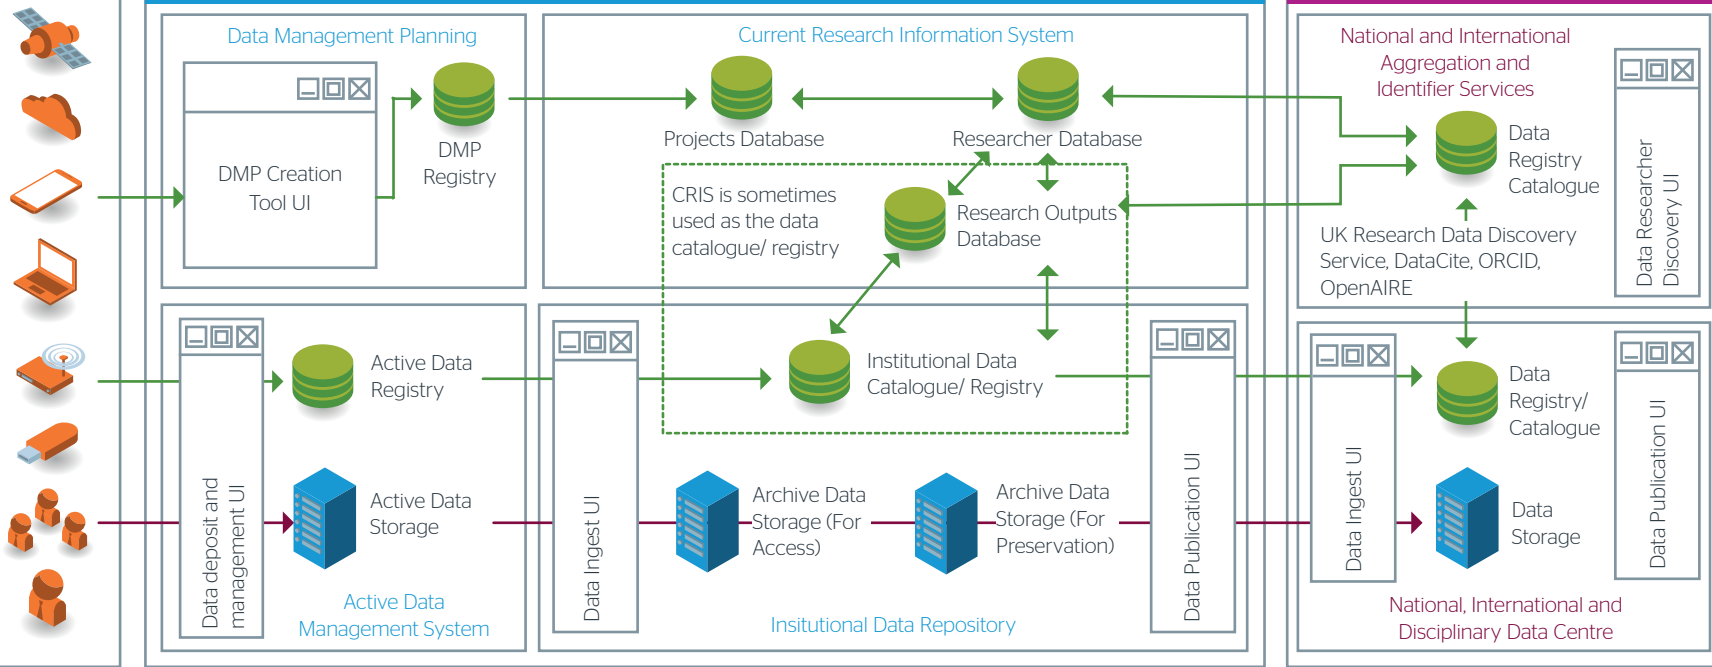 Data Management Planning
DMP Creation
Tool UI
DMP
Registry
Current Research Information System
Projects Database
Researcher Database
CRIS is sometimes
used as the data
catalogue/ registry
Research Outputs
Database
National and International
Aggregation and
Identifier Services
Data
Registry
Catalogue
UK Research Data Discovery
Service, DataCite, ORCID,
OpenAIRE
Data Researcher
Discovery UI
Data deposit and
management UI
Active Data
Registry
Active Data
Storage
Active Data
Management System
Data Ingest UI
Institutional Data
Catalogue/ Registry
Archive Data
Storage (For
Access)
Archive Data
Storage (For
Preservation)
Data Publication UI
Insitutional Data Repository
Data Ingest UI
Data
Registry/
Catalogue
Data
Storage
Data Publication UI
National, International and
Disciplinary Data Centre